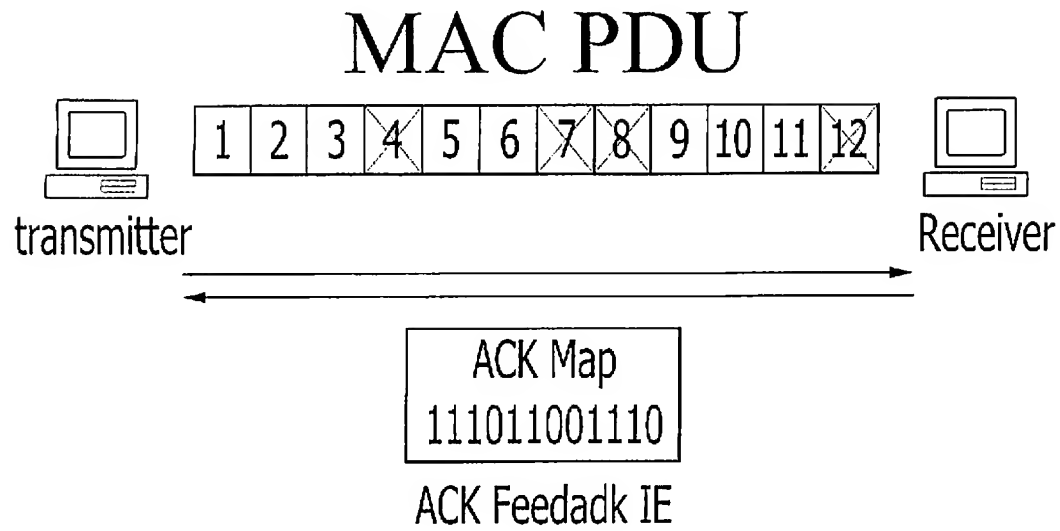 MAC PDU
1 2 3 4 5 6 7 8 9 10 11 12
transmitter
Receiver
ACK Map
111011001110
ACK Feedadk IE